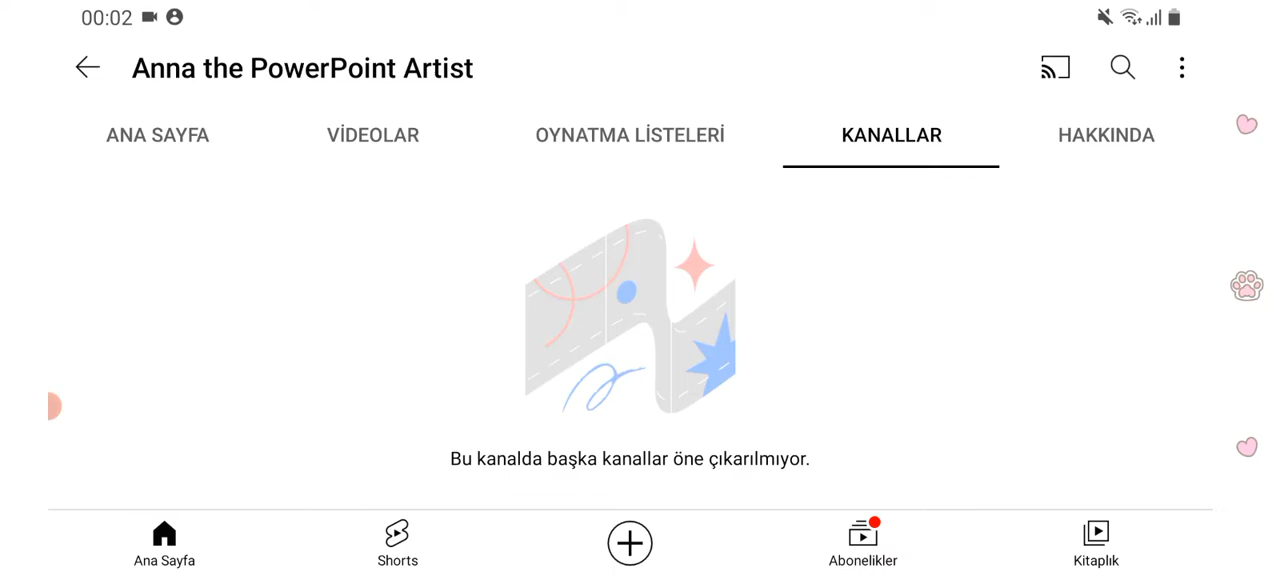 00:02
Anna the PowerPoint Artist
ANA SAYFA VİDEOLAR OYNATMA LİSTELERİ KANALLAR HAKKINDA
Bu kanalda başka kanallar öne çıkarılmıyor.
Ana Sayfa Shorts Abonelikler Kitaplık